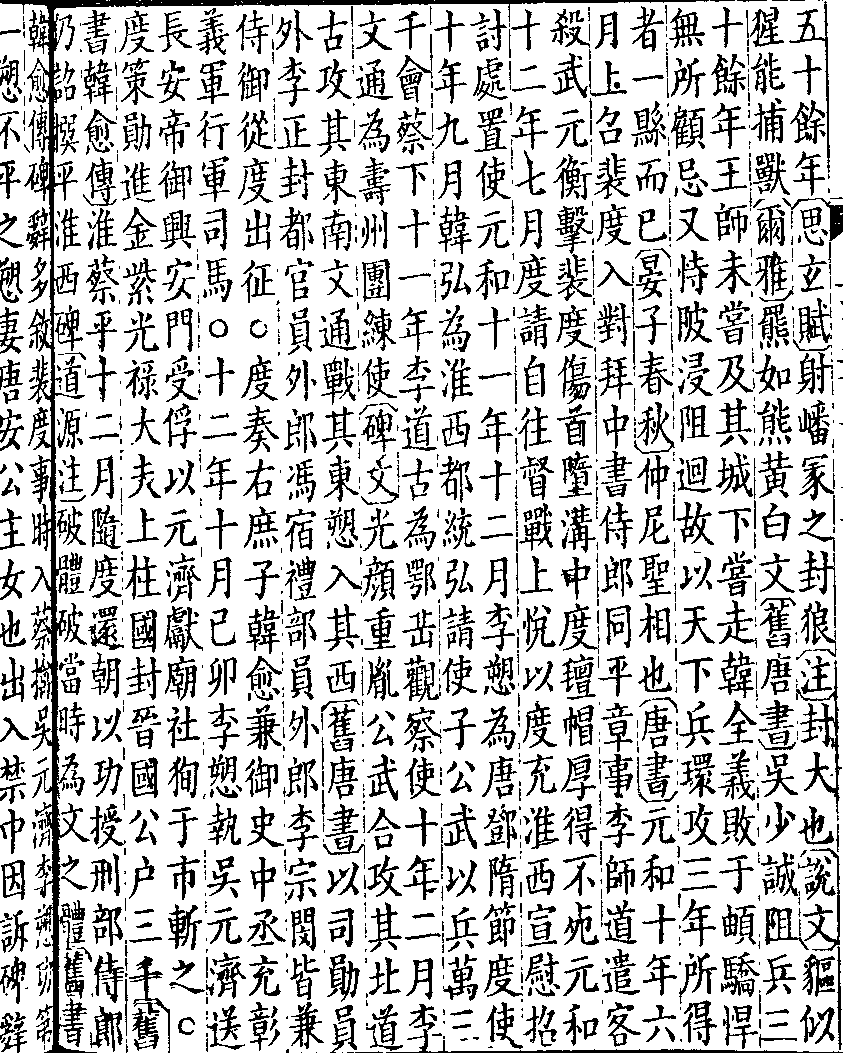 五十餘年思立賦射嶓冢之封狼注封大也說文貙似
猩能捕獸爾雅羆如熊黃白文舊唐書吳少誠阻兵三
十餘年王師未嘗及其城下嘗走韓全義敗于頔驕悍
無所顧忌又恃陂浸阻迴故以天下兵環攻三年所得
者一縣而已晏子春秋仲尼聖相也唐書元和十年六
月上召裴度入對拜中書侍郎同平章事李師道遣客
殺武元衡擊裴度傷首墮溝中度氊帽厚得不死元和
十二年七月度請自往督戰上悅以度充淮西宣慰招
討處置使元和十一年十二月李愬為唐鄧隋節度使
十年九月韓弘為淮西都統弘請使子公武以兵萬三
千會蔡下十一年李道古為鄂岳觀察使十年二月李
文通為壽州團練使碑文光顏重胤公武合攻其北道
古攻其東南文通戰其東愬入其西舊唐書以司勛員
外李正封都官員外郎馮宿禮部員外郎李宗閔皆兼
侍御從度出征○度奏右庶子韓愈兼御史中丞充彰
義軍行軍司馬○十二年十月己卯李愬執吳元濟送
長安帝御興安門受俘以元濟獻廟社狥于市斬之○
度策勛進金紫光祿大夫上柱國封晉國公户三千舊
書韓愈傳淮蔡平十二月隨度還朝以功授刑部侍郎
仍詔撰平淮西碑道源注破體破當時為文之體舊書
韓愈傳碑辭多敘裴度事時入蔡擒吳元濟李愬功第
一愬不平之愬妻唐安公主女也出入禁中因訴碑辭